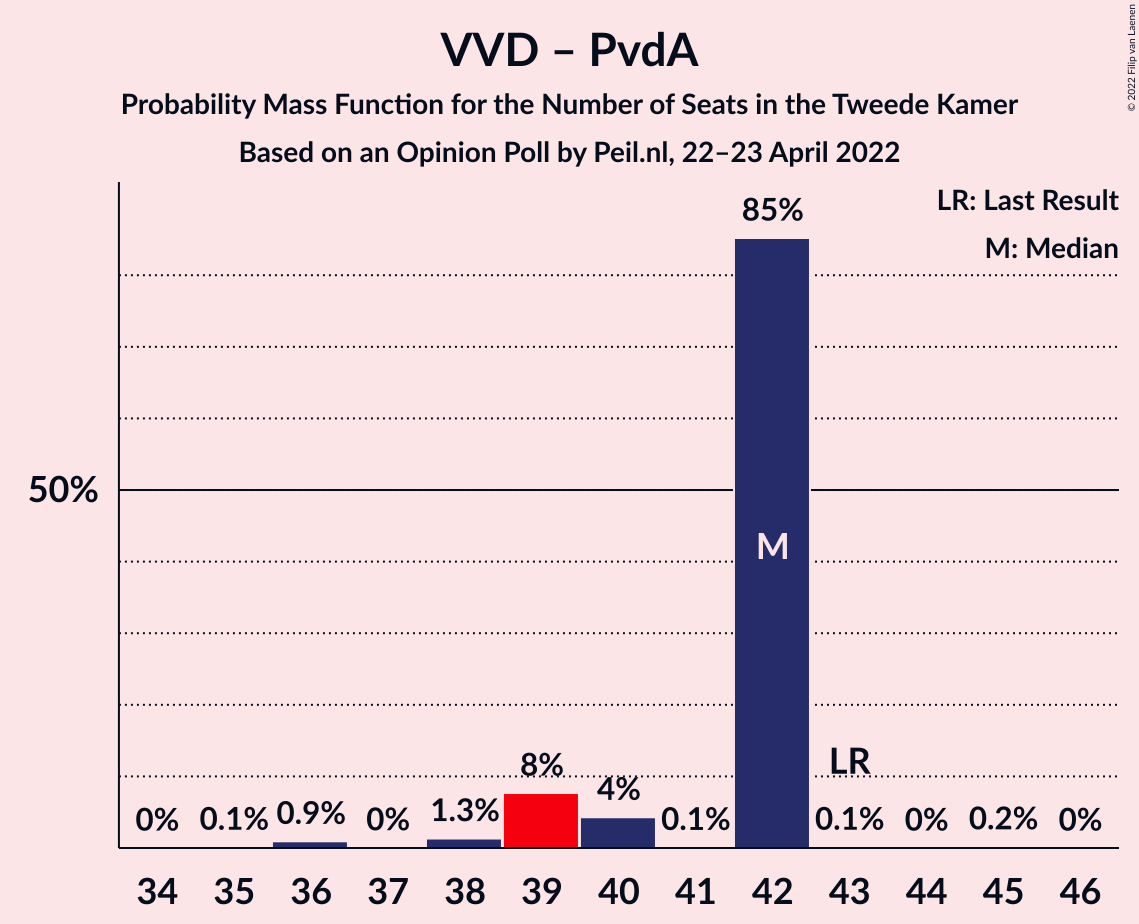 VVD – PvdA
Probability Mass Function for the Number of Seats in the Tweede Kamer
Based on an Opinion Poll by Peil.nl, 22–23 April 2022
© 2022 Filip van Laenen
LR: Last Result
M: Median
50%
0% 0.1% 0.9% 0% 1.3% 8% 4% 0.1% 85% 0.1% 0% 0.2% 0%
M
LR
34 35 36 37 38 39 40 41 42 43 44 45 46